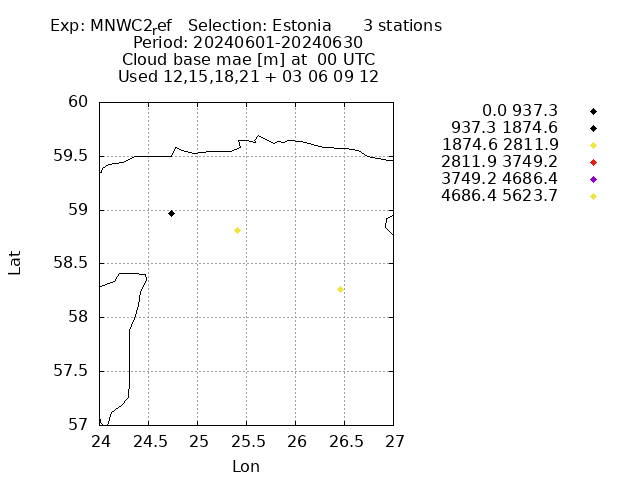 Exp: MNWC2ref Selection: Estonia 3 stations
Period: 20240601-20240630
Cloud base mae [m] at 00 UTC
Used 12,15,18,21 + 03 06 09 12
0.0 937.3
937.3 1874.6
1874.6 2811.9
2811.9 3749.2
3749.2 4686.4
4686.4 5623.7
60
59.5
59
58.5
58
57.5
57
Lat
24 24.5 25 25.5 26 26.5 27
Lon